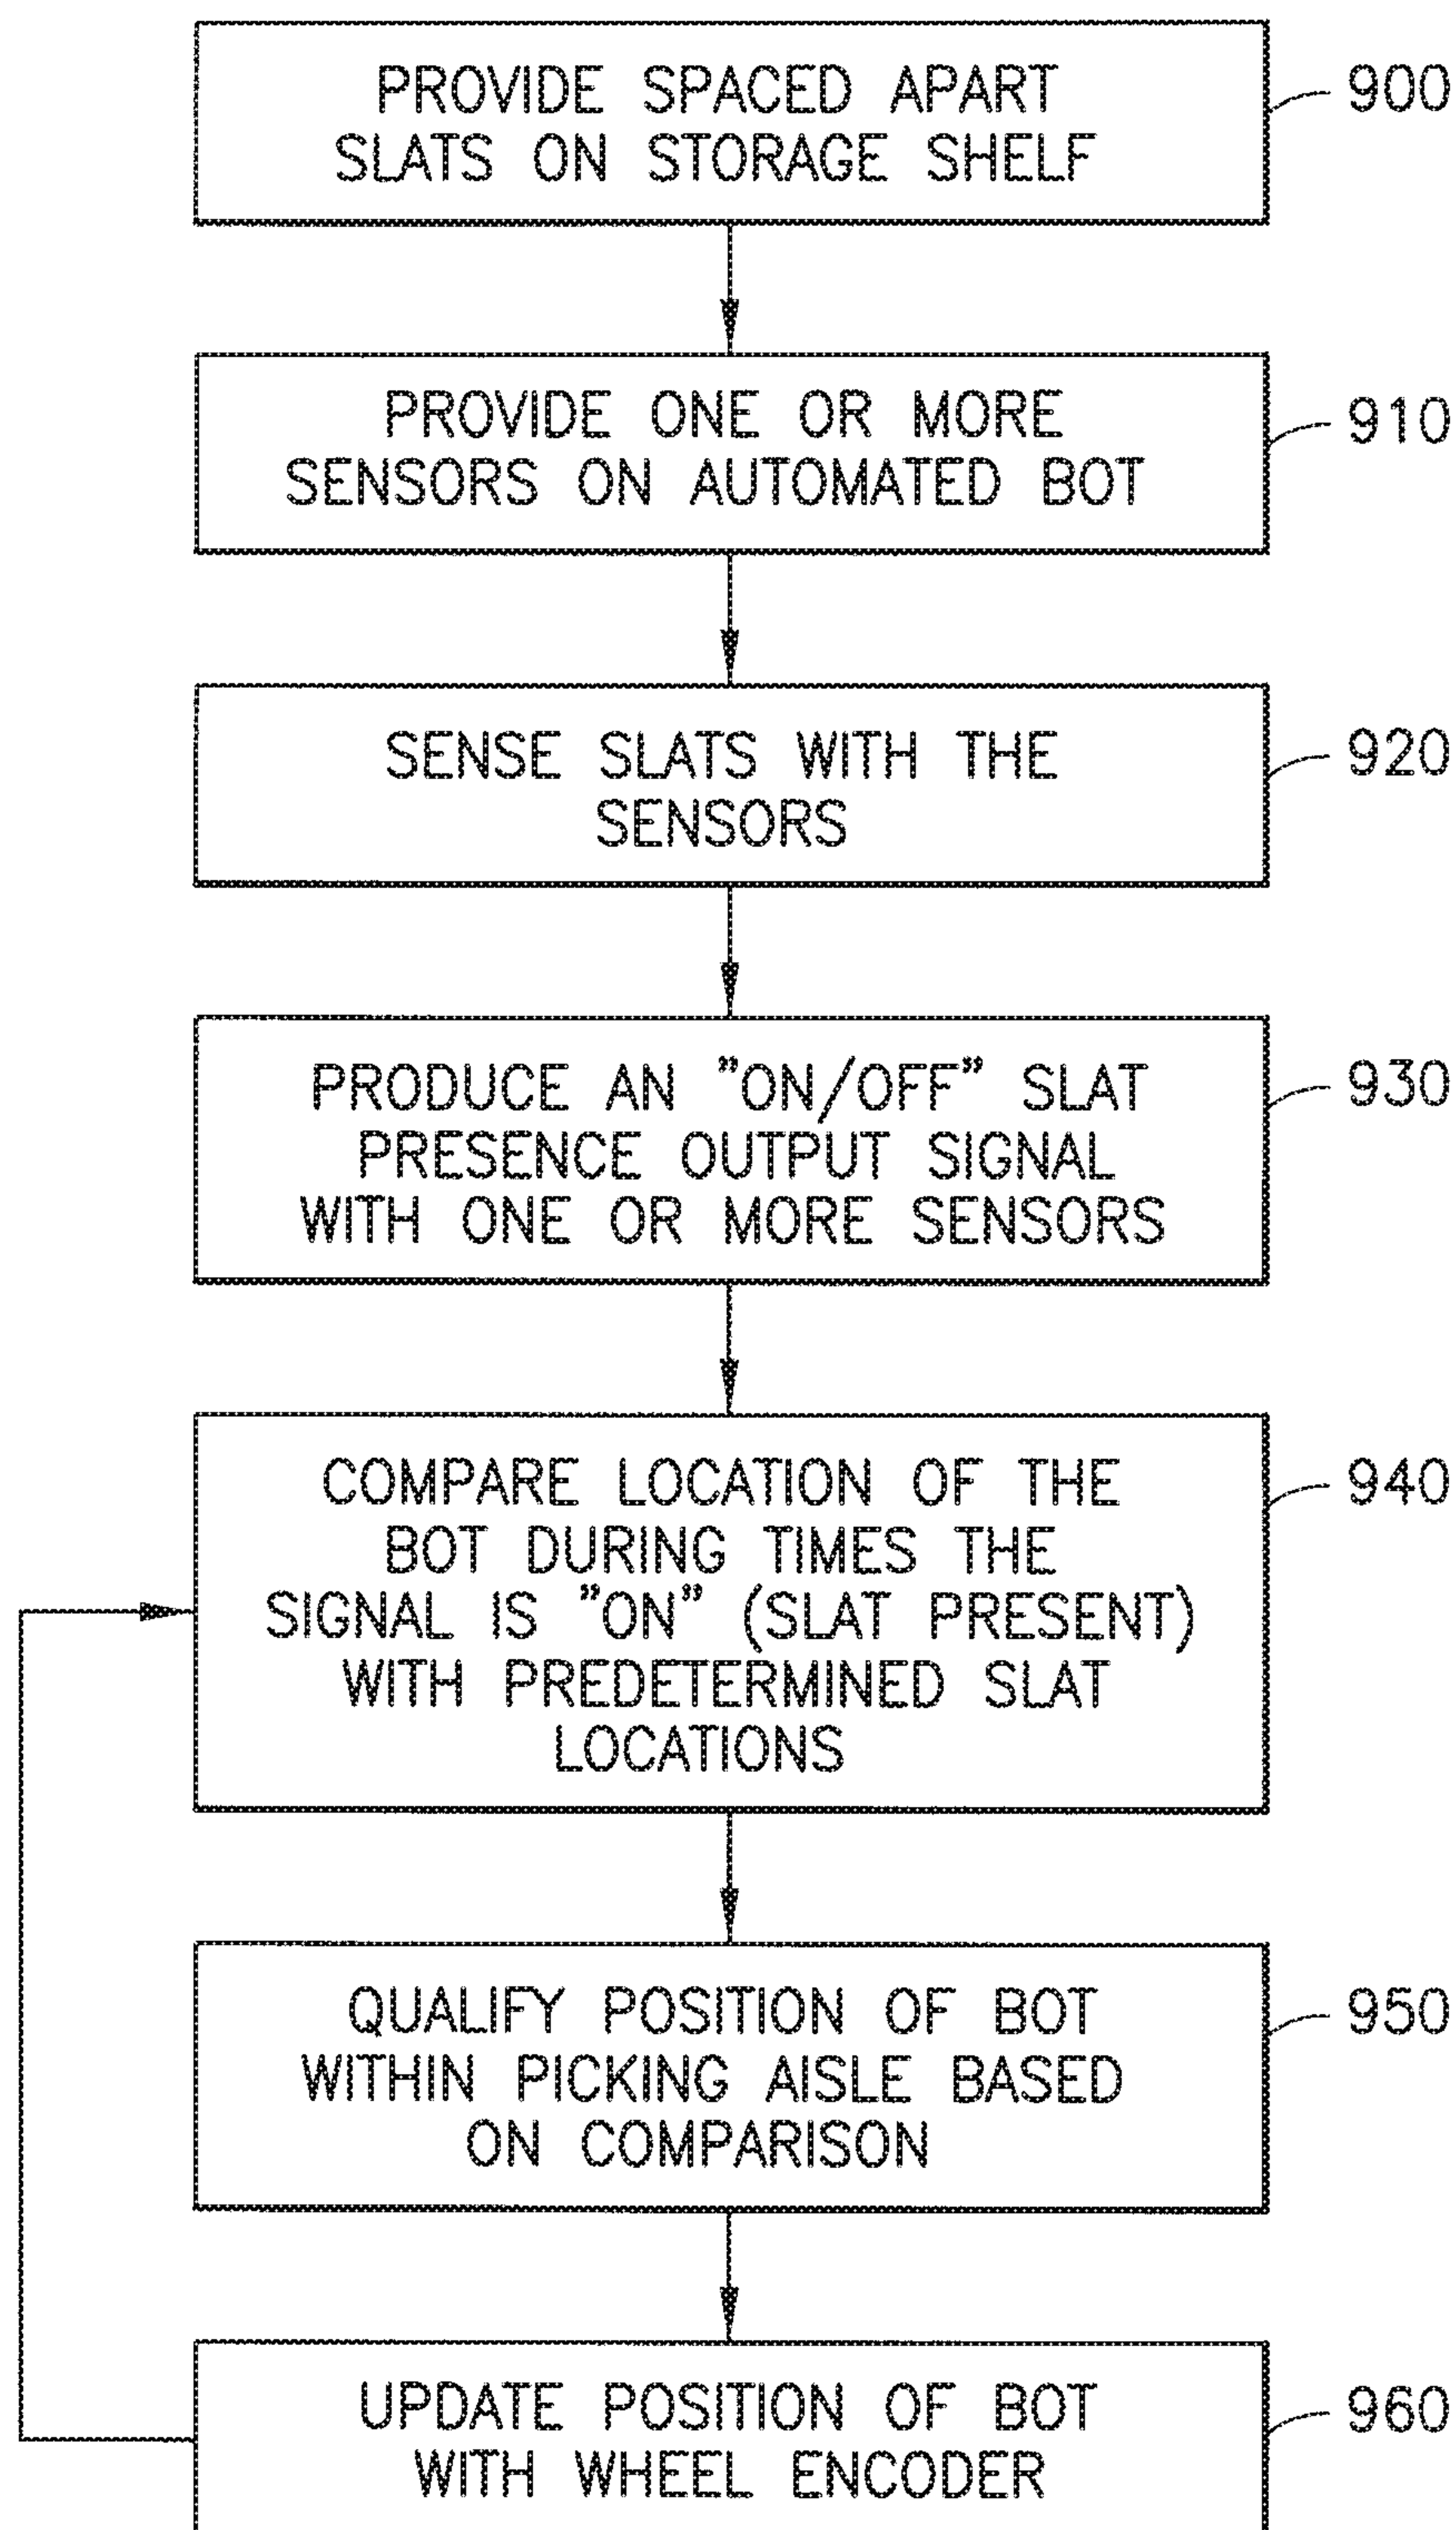 PROVIDE SPACED APART
SLATS ON STORAGE SHELF
900
PROVIDE ONE OR MORE
SENSORS ON AUTOMATED BOT
910
SENSE SLATS WITH THE
SENSORS
920
PRODUCE AN "ON/OFF" SLAT
PRESENCE OUTPUT SIGNAL
WITH ONE OR MORE SENSORS
930
COMPARE LOCATION OF THE
BOT DURING TIMES THE
SIGNAL IS "ON" (SLAT PRESENT)
WITH PREDETERMINED SLAT
LOCATIONS
940
QUALIFY POSITION OF BOT
WITHIN PICKING AISLE BASED
ON COMPARISON
950
UPDATE POSITION OF BOT
WITH WHEEL ENCODER
960